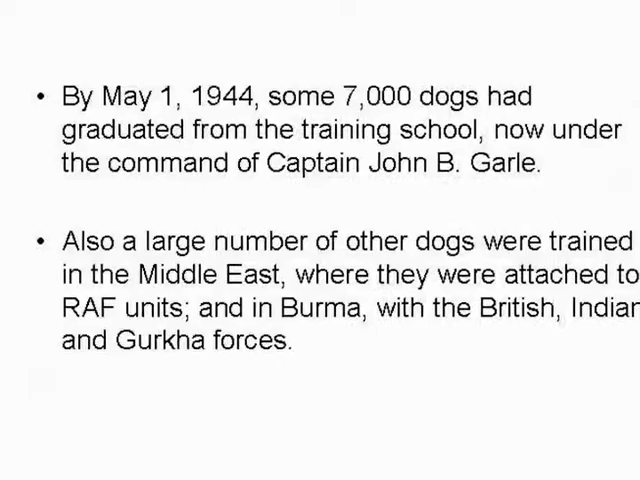 • By May 1, 1944, some 7,000 dogs had
graduated from the training school, now under
the command of Captain John B. Garle.
• Also a large number of other dogs were trained
in the Middle East, where they were attached to
RAF units; and in Burma, with the British, Indian
and Gurkha forces.